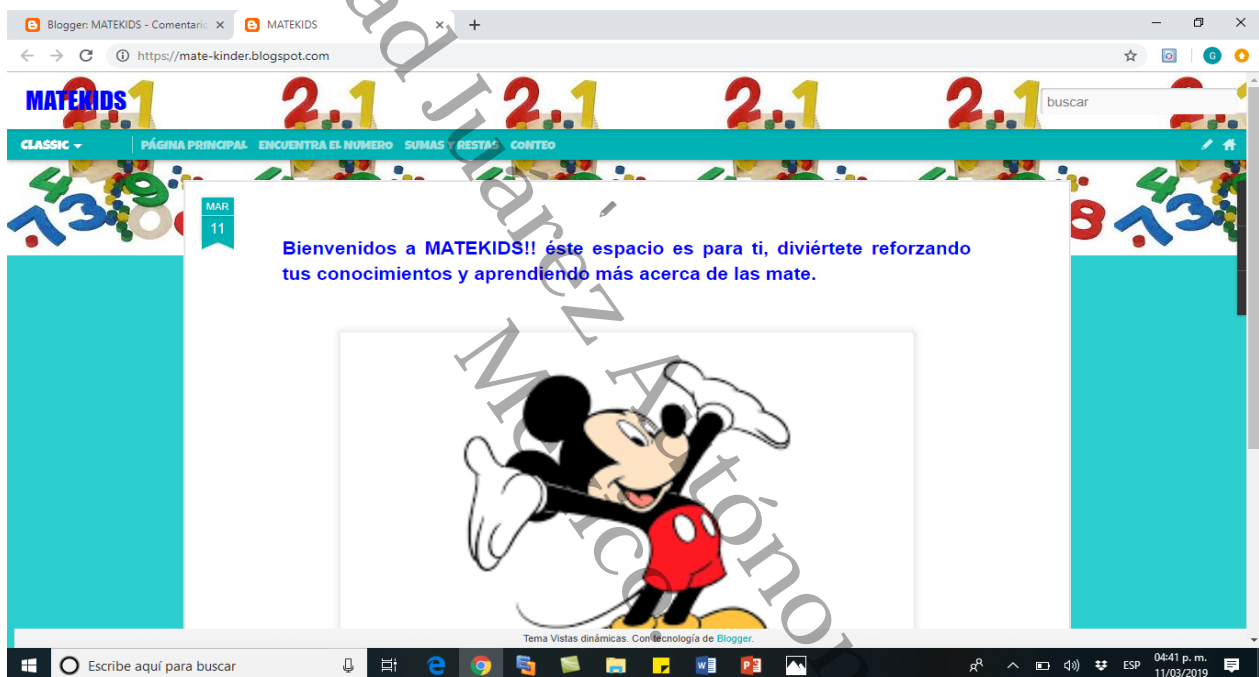 Blogger: MATEKIDS - Comentario
MATEKIDS
https://mate-kinder.blogspot.com
MATEKIDS
buscar
CLASSIC
PÁGINA PRINCIPAL ENCUENTRA EL NUMERO SUMAS Y RESTAS CONTEO
MAR
11
Bienvenidos a MATEKIDS!! éste espacio es para ti, diviértete reforzando
tus conocimientos y aprendiendo más acerca de las mate.
Tema Vistas dinámicas. Con tecnología de Blogger.
Escribe aquí para buscar
ESP
04:41 p. m.
11/03/2019
Juárez Autónom